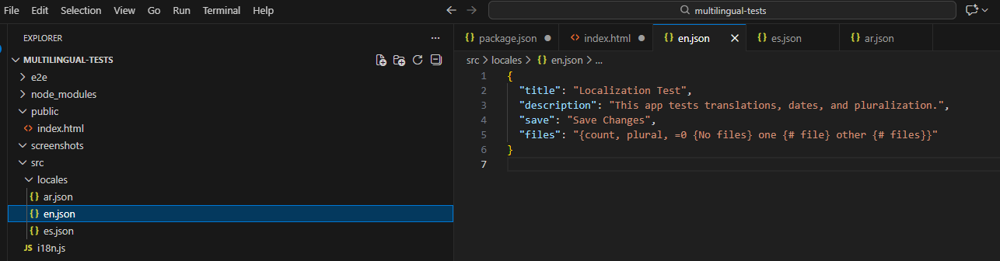 File Edit Selection View Go Run Terminal Help
multilingual-tests
EXPLORER
MULTILINGUAL-TESTS
e2e
node_modules
public
index.html
screenshots
src
locales
{} ar.json
{} en.json
{} es.json
JS i18n.js
{} package.json
index.html
{} en.json
{} es.json
{} ar.json
src > locales > {} en.json > ...
1 {
2 "title": "Localization Test",
3 "description": "This app tests translations, dates, and pluralization.",
4 "save": "Save Changes",
5 "files": "{count, plural, =0 {No files} one {# file} other {# files}}"
6 }
7